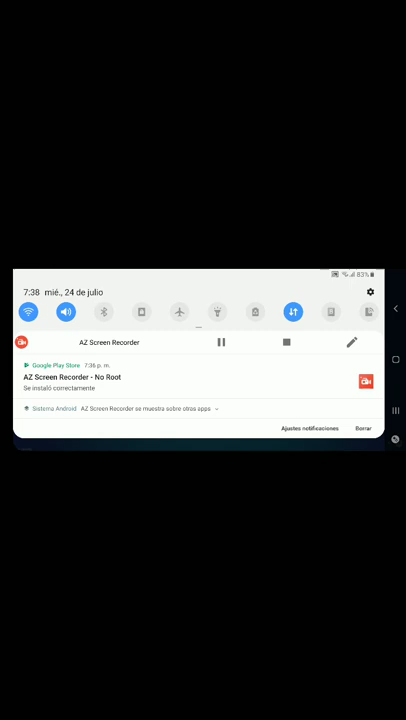 83%
7:38 mié., 24 de julio
AZ Screen Recorder
Google Play Store 7:36 p. m.
AZ Screen Recorder - No Root
Se instaló correctamente
Sistema Android AZ Screen Recorder se muestra sobre otras apps
Ajustes notificaciones Borrar